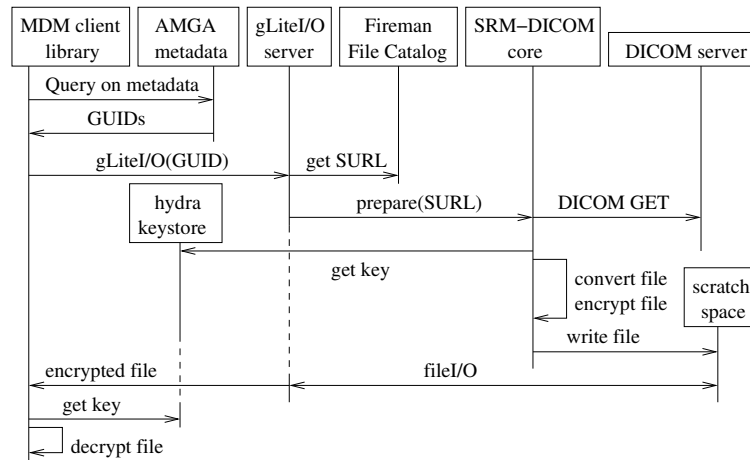 MDM client
library
AMGA
metadata
gLiteI/O
server
Fireman
File Catalog
SRM−DICOM
core
DICOM server
Query on metadata
GUIDs
gLiteI/O(GUID)
get SURL
hydra
keystore
prepare(SURL)
DICOM GET
get key
convert file
encrypt file
scratch
space
write file
encrypted file
fileI/O
get key
decrypt file